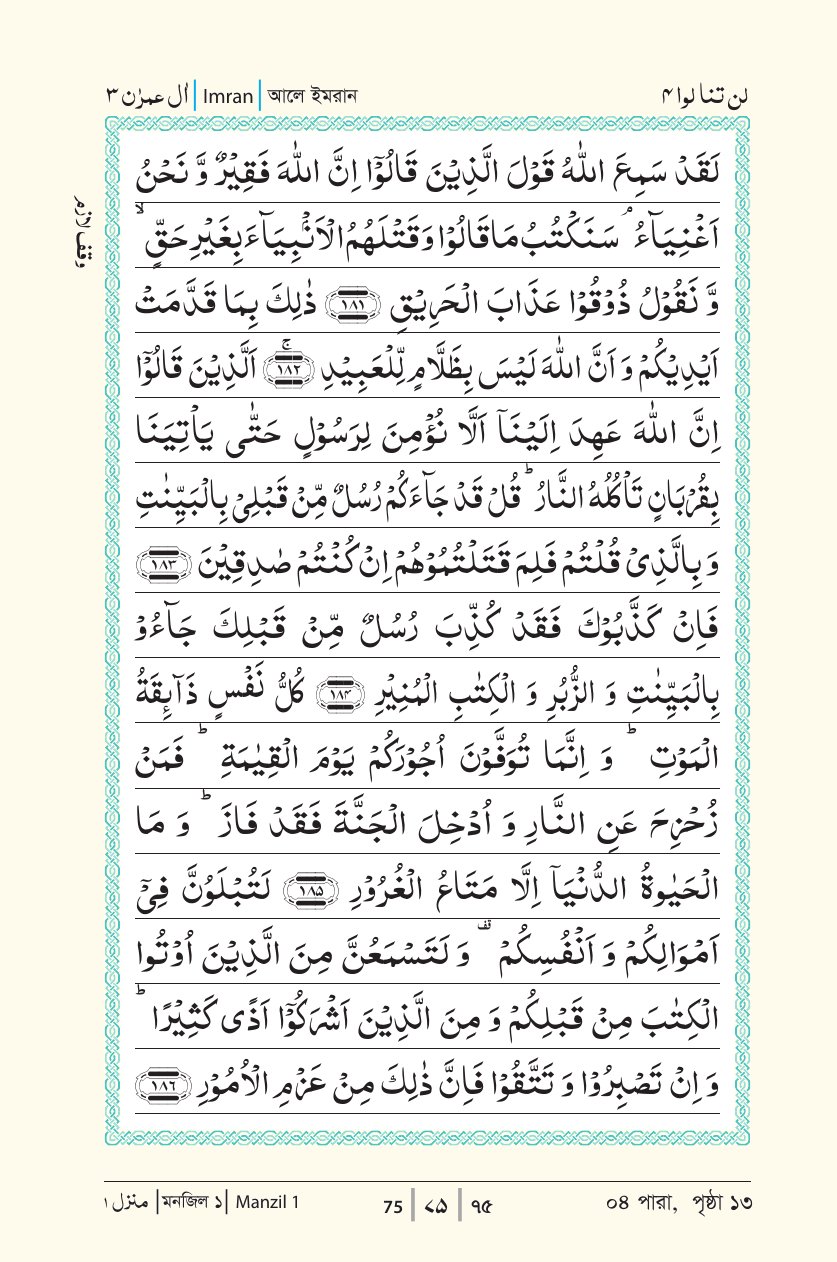 لن تنالوا ۴
اٰل عمرٰن ۳ | Imran | আলে ইমরান
لَقَدْ سَمِعَ اللّٰهُ قَوْلَ الَّذِيْنَ قَالُوْۤا اِنَّ اللّٰهَ فَقِيْرٌ وَّ نَحْنُ
اَغْنِيَآءُ ۘ سَنَكْتُبُ مَا قَالُوْا وَ قَتْلَهُمُ الْاَنْۢبِيَآءَ بِغَيْرِ حَقٍّ ۙ
وقف لازم
وَّ نَقُوْلُ ذُوْقُوْا عَذَابَ الْحَرِيْقِ ﴿۱۸۱﴾ ذٰلِكَ بِمَا قَدَّمَتْ
اَيْدِيْكُمْ وَ اَنَّ اللّٰهَ لَيْسَ بِظَلَّامٍ لِّلْعَبِيْدِ ﴿۱۸۲﴾ۚ اَلَّذِيْنَ قَالُوْۤا
اِنَّ اللّٰهَ عَهِدَ اِلَيْنَاۤ اَلَّا نُؤْمِنَ لِرَسُوْلٍ حَتّٰى يَاْتِيَنَا
بِقُرْبَانٍ تَاْكُلُهُ النَّارُ ؕ قُلْ قَدْ جَآءَكُمْ رُسُلٌ مِّنْ قَبْلِيْ بِالْبَيِّنٰتِ
وَ بِالَّذِيْ قُلْتُمْ فَلِمَ قَتَلْتُمُوْهُمْ اِنْ كُنْتُمْ صٰدِقِيْنَ ﴿۱۸۳﴾
فَاِنْ كَذَّبُوْكَ فَقَدْ كُذِّبَ رُسُلٌ مِّنْ قَبْلِكَ جَآءُوْ
بِالْبَيِّنٰتِ وَ الزُّبُرِ وَ الْكِتٰبِ الْمُنِيْرِ ﴿۱۸۴﴾ كُلُّ نَفْسٍ ذَآىِٕقَةُ
الْمَوْتِ ؕ وَ اِنَّمَا تُوَفَّوْنَ اُجُوْرَكُمْ يَوْمَ الْقِيٰمَةِ ؕ فَمَنْ
زُحْزِحَ عَنِ النَّارِ وَ اُدْخِلَ الْجَنَّةَ فَقَدْ فَازَ ؕ وَ مَا
الْحَيٰوةُ الدُّنْيَاۤ اِلَّا مَتَاعُ الْغُرُوْرِ ﴿۱۸۵﴾ لَتُبْلَوُنَّ فِيْۤ
اَمْوَالِكُمْ وَ اَنْفُسِكُمْ ۫ وَ لَتَسْمَعُنَّ مِنَ الَّذِيْنَ اُوْتُوا
الْكِتٰبَ مِنْ قَبْلِكُمْ وَ مِنَ الَّذِيْنَ اَشْرَكُوْۤا اَذًى كَثِيْرًا ؕ
وَ اِنْ تَصْبِرُوْا وَ تَتَّقُوْا فَاِنَّ ذٰلِكَ مِنْ عَزْمِ الْاُمُوْرِ ﴿۱۸۶﴾
منزل ۱ | মনজিল ১ | Manzil 1
75 | ۷۵ | ৭৫
০৪ পারা, পৃষ্ঠা ১৩